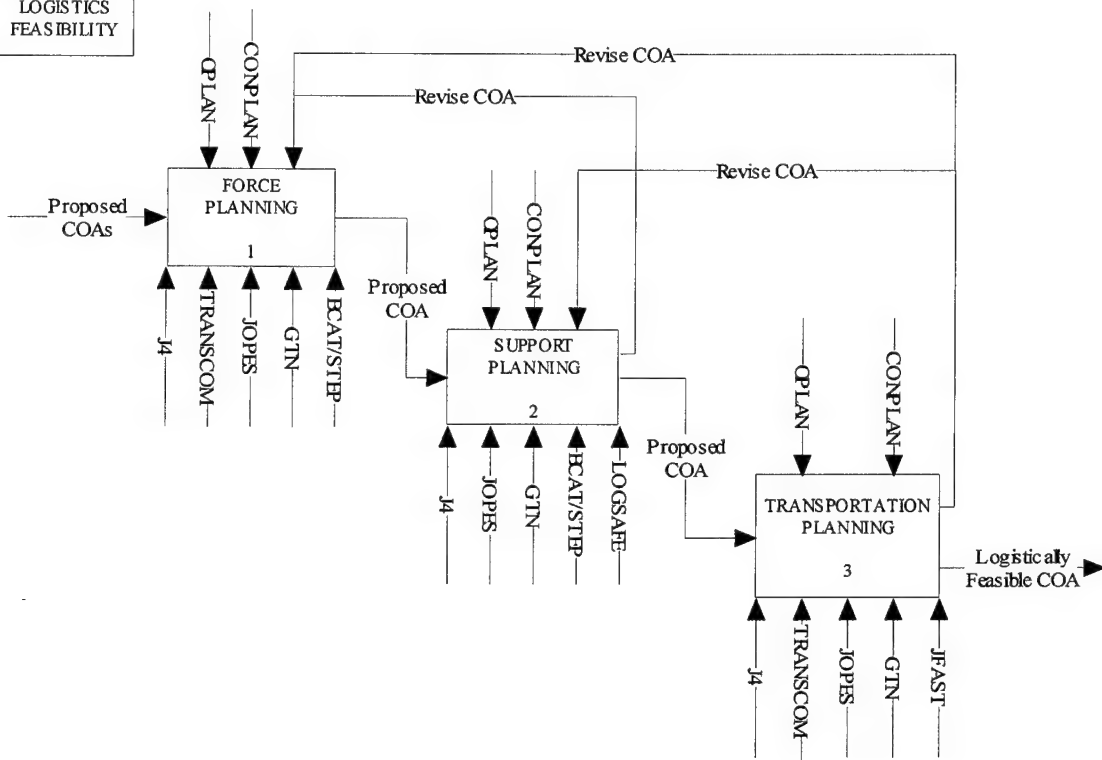 LOGISTICS
FEASIBILITY
OPLAN
CONPLAN
Revise COA
Revise COA
FORCE
PLANNING
1
Proposed
COAs
J4
TRANSCOM
JOPES
GTN
BCAT/STEP
Revise COA
OPLAN
CONPLAN
Proposed
COA
SUPPORT
PLANNING
2
J4
JOPES
GTN
BCAT/STEP
LOGSAFE
OPLAN
CONPLAN
Proposed
COA
TRANSPORTATION
PLANNING
3
Logistically
Feasible COA
J4
TRANSCOM
JOPES
GTN
JFAST